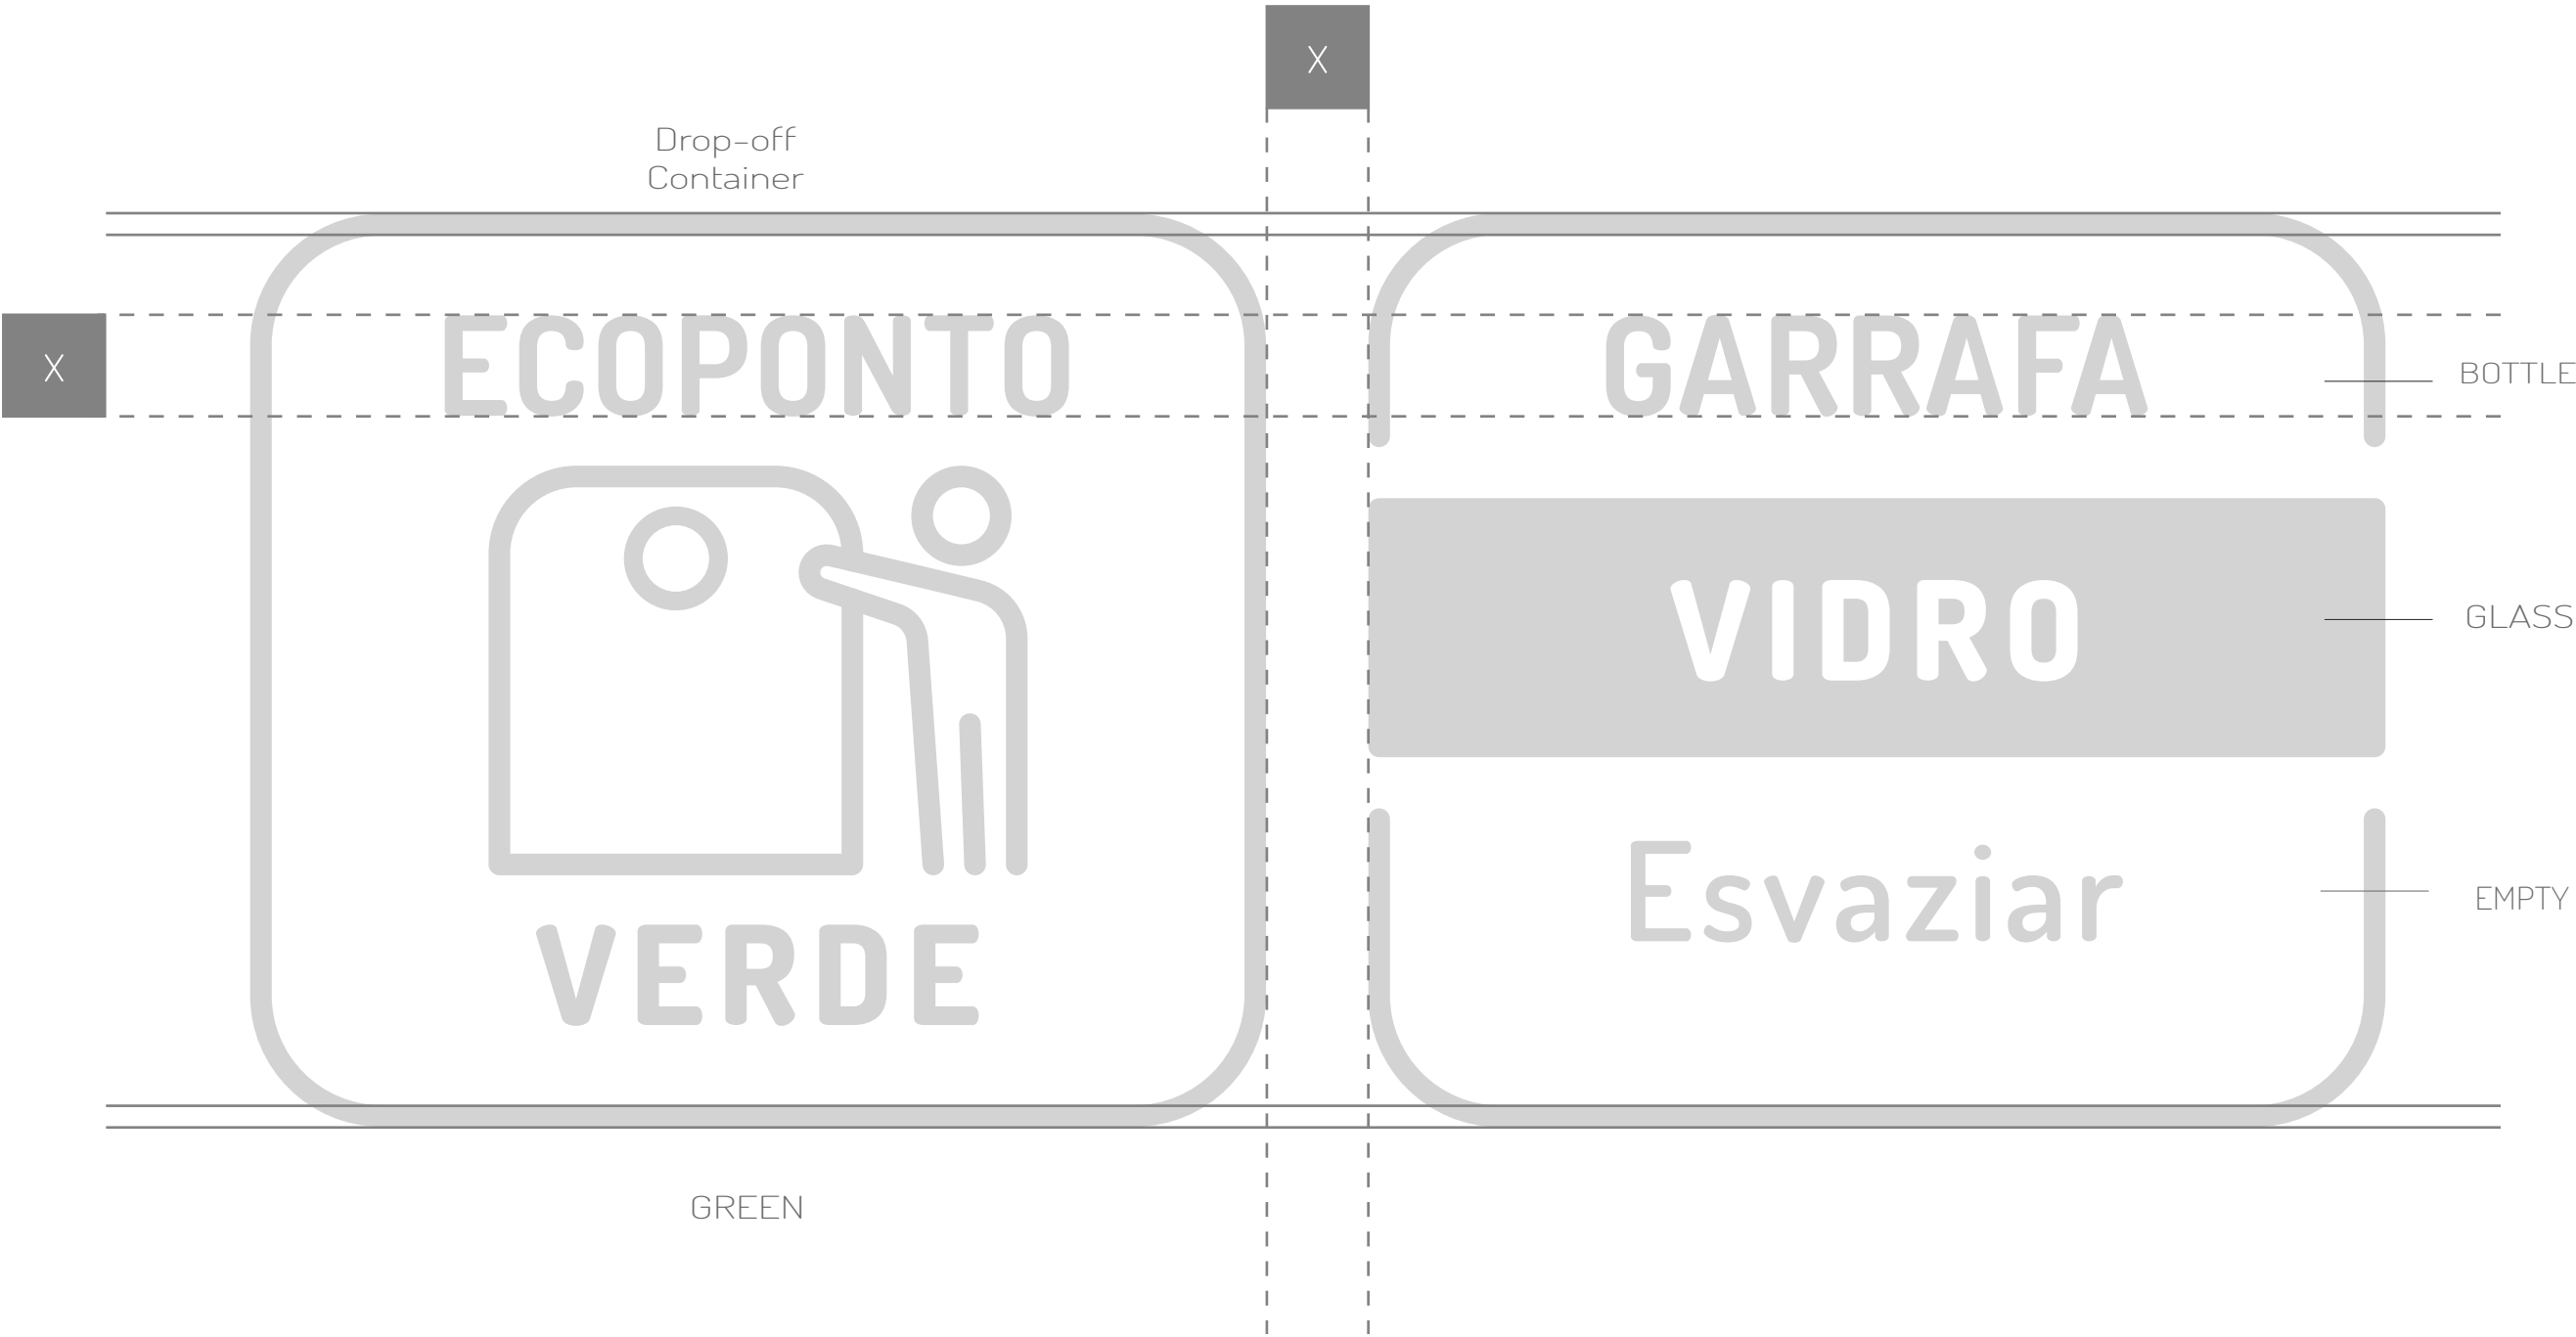 X
Drop-off
Container
X
ECOPONTO
VERDE
GREEN
GARRAFA
BOTTLE
VIDRO
GLASS
Esvaziar
EMPTY